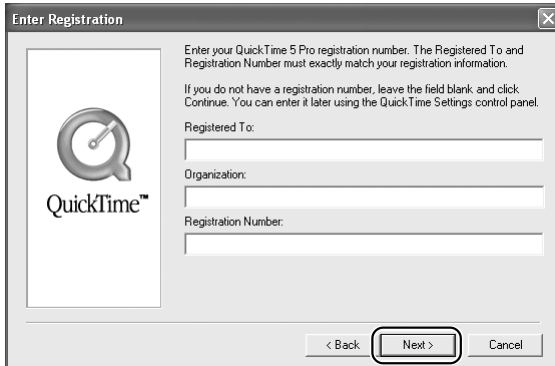 Enter Registration
Enter your QuickTime 5 Pro registration number. The Registered To and
Registration Number must exactly match your registration information.
If you do not have a registration number, leave the field blank and click
Continue. You can enter it later using the QuickTime Settings control panel.
Registered To:
Organization:
Registration Number:
QuickTime™
< Back
Next >
Cancel